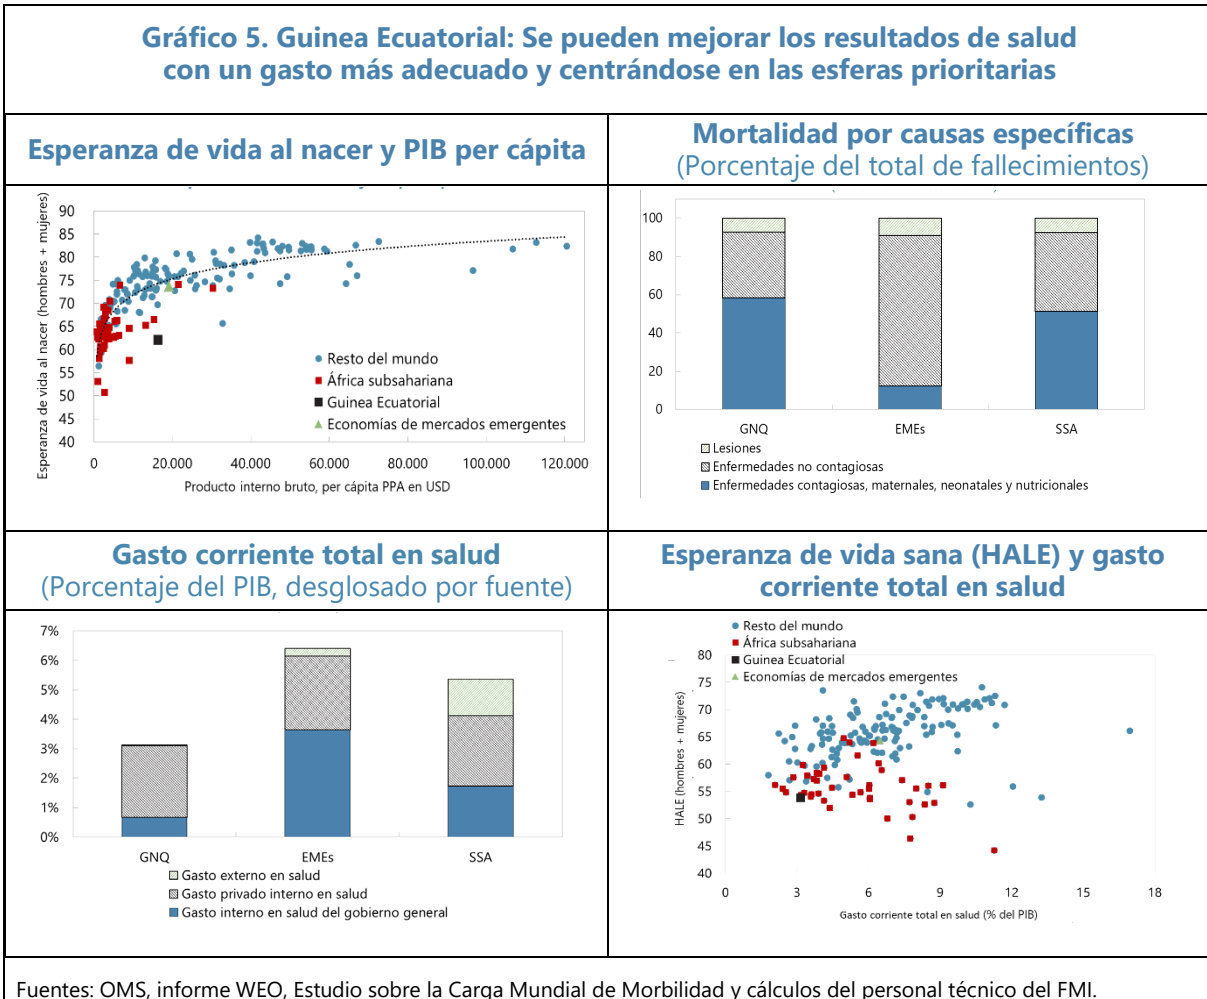 Gráfico 5. Guinea Ecuatorial: Se pueden mejorar los resultados de salud
con un gasto más adecuado y centrándose en las esferas prioritarias
Esperanza de vida al nacer y PIB per cápita
Esperanza de vida al nacer (hombres + mujeres)
90
85
80
75
70
65
60
55
50
45
40
Resto del mundo
África subsahariana
Guinea Ecuatorial
Economías de mercados emergentes
0 20.000 40.000 60.000 80.000 100.000 120.000
Producto interno bruto, per cápita PPA en USD
Mortalidad por causas específicas
(Porcentaje del total de fallecimientos)
100
80
60
40
20
0
GNQ EMEs SSA
Lesiones
Enfermedades no contagiosas
Enfermedades contagiosas, maternales, neonatales y nutricionales
Gasto corriente total en salud
(Porcentaje del PIB, desglosado por fuente)
7%
6%
5%
4%
3%
2%
1%
0%
GNQ EMEs SSA
Gasto externo en salud
Gasto privado interno en salud
Gasto interno en salud del gobierno general
Esperanza de vida sana (HALE) y gasto
corriente total en salud
Resto del mundo
África subsahariana
Guinea Ecuatorial
Economías de mercados emergentes
HALE (hombres + mujeres)
80
75
70
65
60
55
50
45
40
0 3 6 9 12 15 18
Gasto corriente total en salud (% del PIB)
Fuentes: OMS, informe WEO, Estudio sobre la Carga Mundial de Morbilidad y cálculos del personal técnico del FMI.